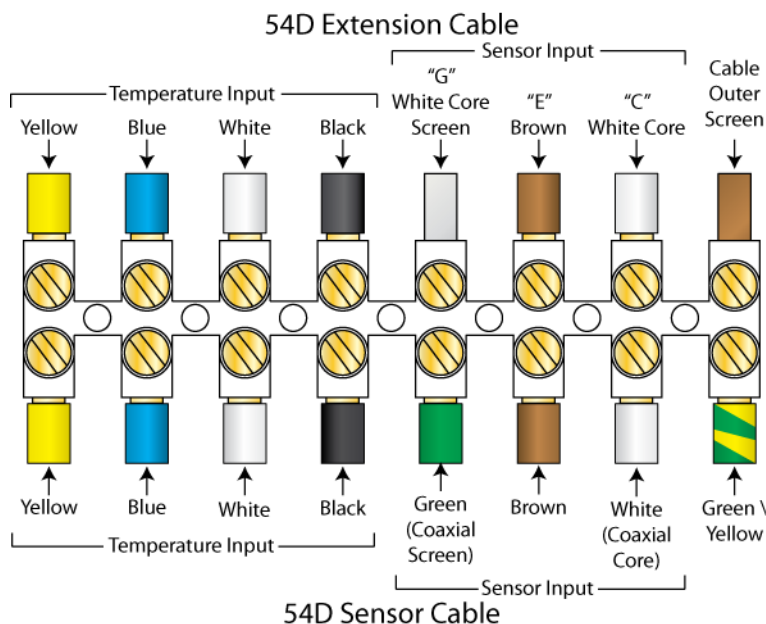 54D Extension Cable
Sensor Input
Temperature Input
Yellow
Blue
White
Black
“G”
White Core
Screen
“E”
Brown
“C”
White Core
Cable
Outer
Screen
Yellow
Blue
White
Black
Green
(Coaxial
Screen)
Brown
White
(Coaxial
Core)
Green \
Yellow
Temperature Input
Sensor Input
54D Sensor Cable